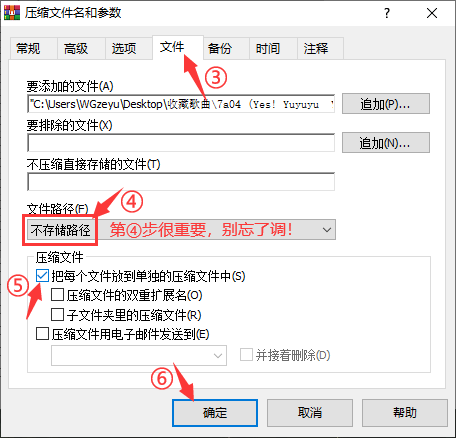 压缩文件名和参数
常规 高级 选项 文件 备份 时间 注释
③
要添加的文件(A)
"C:\Users\WGzeyu\Desktop\收藏歌曲\7a04 (Yes! Yuyuyu
追加(P)...
要排除的文件(X)
追加(N)...
不压缩直接存储的文件(T)
④
文件路径(F)
不存储路径 第④步很重要，别忘了调！
压缩文件
⑤ 把每个文件放到单独的压缩文件中(S)
压缩文件的双重扩展名(O)
子文件夹里的压缩文件(R)
压缩文件用电子邮件发送到(E)
并接着删除(D)
⑥
确定 取消 帮助